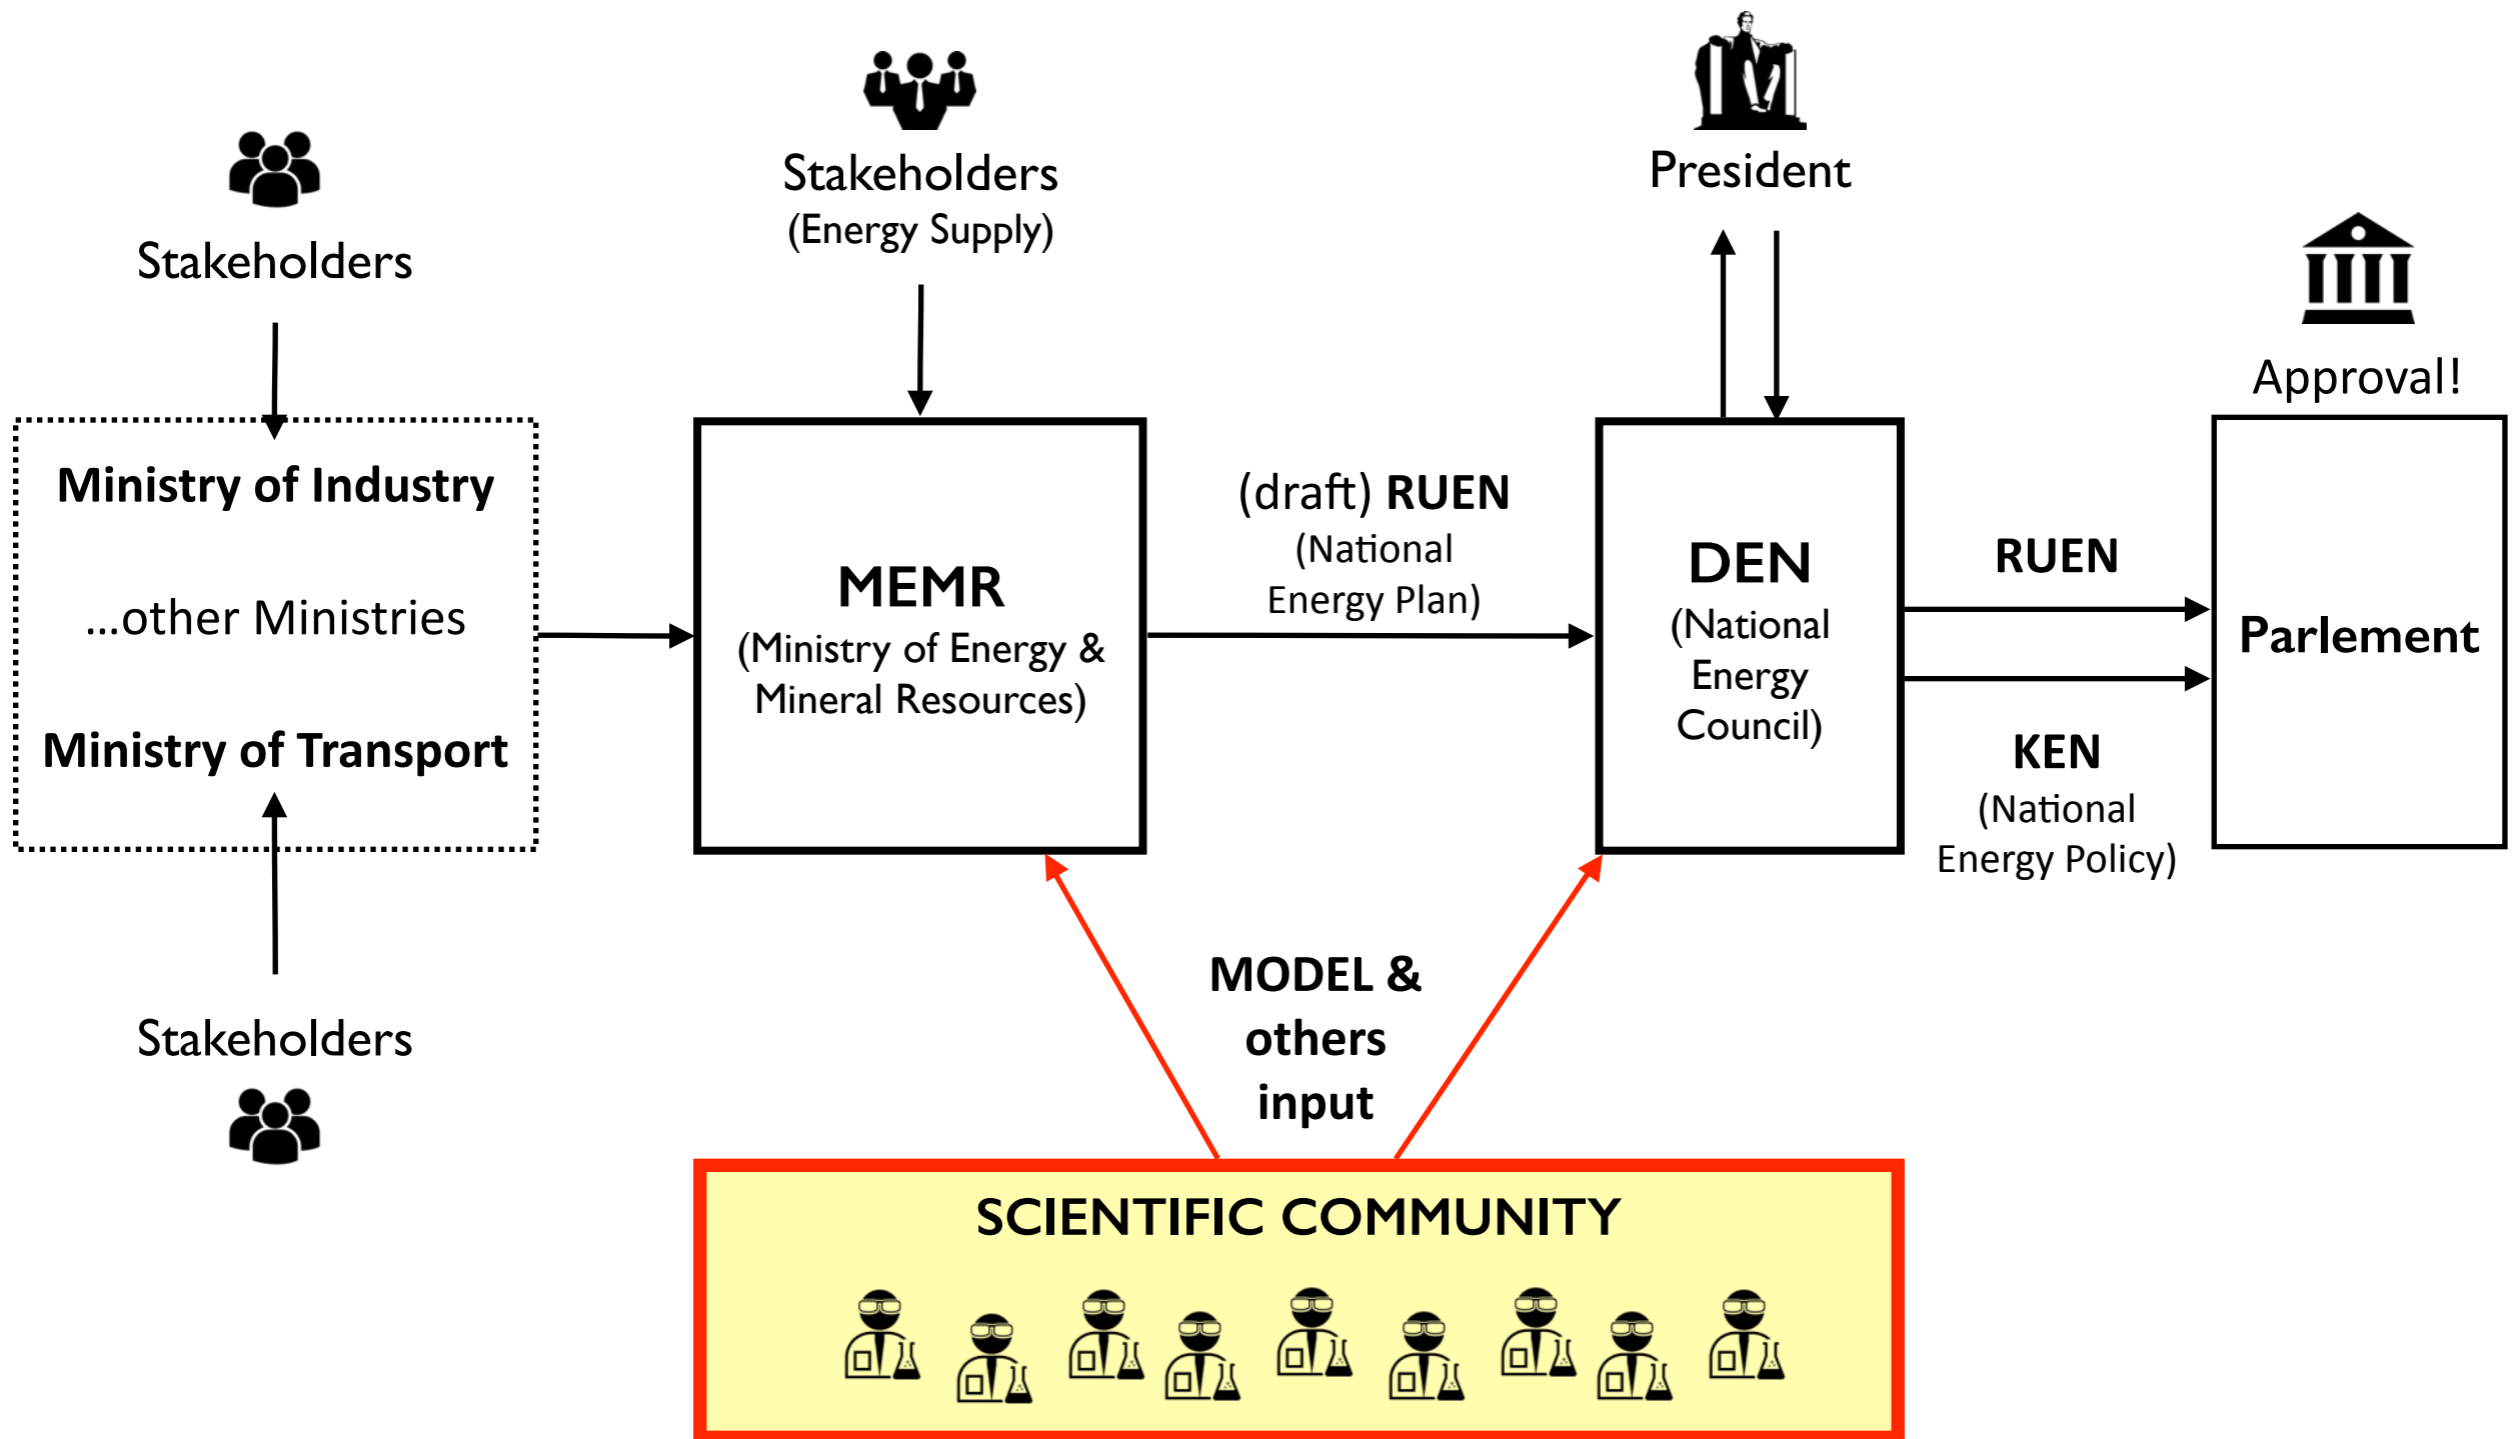 Stakeholders
Ministry of Industry
...other Ministries
Ministry of Transport
Stakeholders
Stakeholders
(Energy Supply)
MEMR
(Ministry of Energy &
Mineral Resources)
(draft) RUEN
(National
Energy Plan)
President
DEN
(National
Energy
Council)
RUEN
KEN
(National
Energy Policy)
Approval!
Parlement
MODEL &
others
input
SCIENTIFIC COMMUNITY